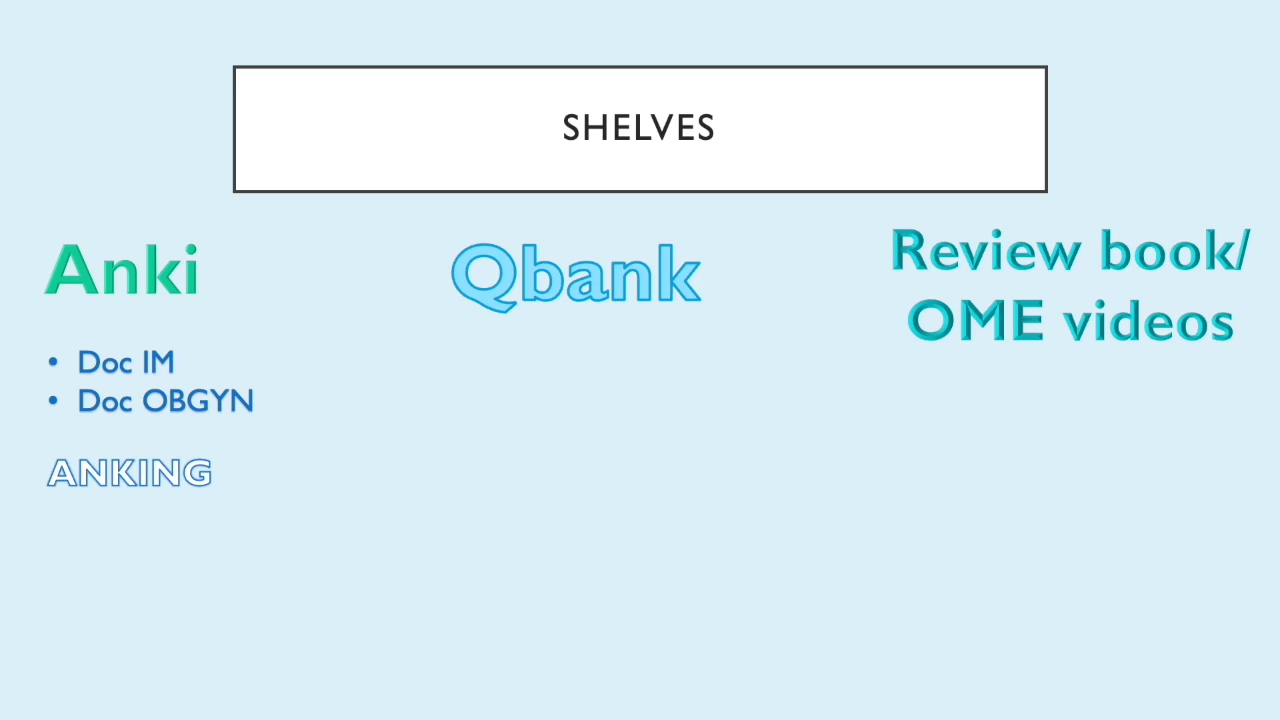 SHELVES
Anki
• Doc IM
• Doc OBGYN
ANKING
Qbank
Review book/
OME videos